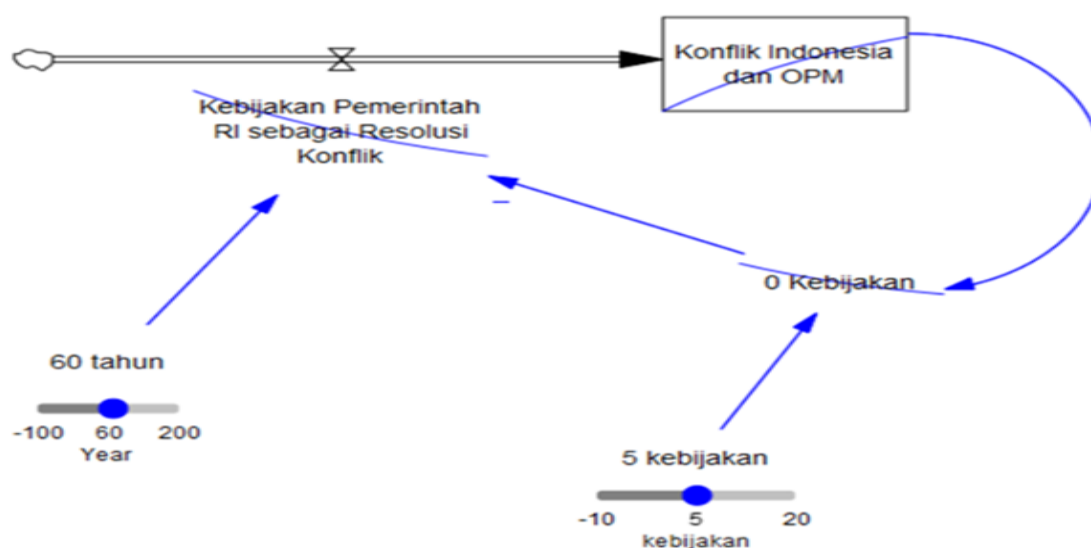 Konflik Indonesia
dan OPM
Kebijakan Pemerintah
RI sebagai Resolusi
Konflik
0 Kebijakan
60 tahun
-100 60 200
Year
5 kebijakan
-10 5 20
kebijakan